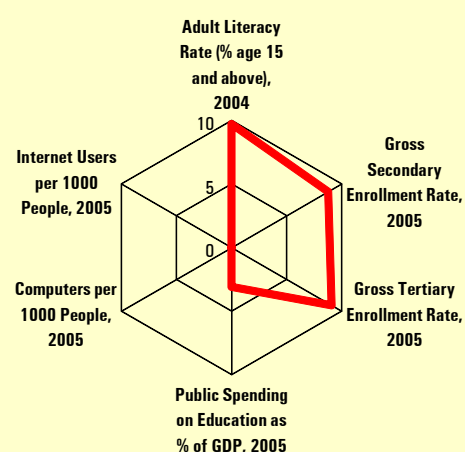 Adult Literacy
Rate (% age 15
and above),
2004
10
5
0
Gross
Secondary
Enrollment Rate,
2005
Gross Tertiary
Enrollment Rate,
2005
Public Spending
on Education as
% of GDP, 2005
Computers per
1000 People,
2005
Internet Users
per 1000
People, 2005